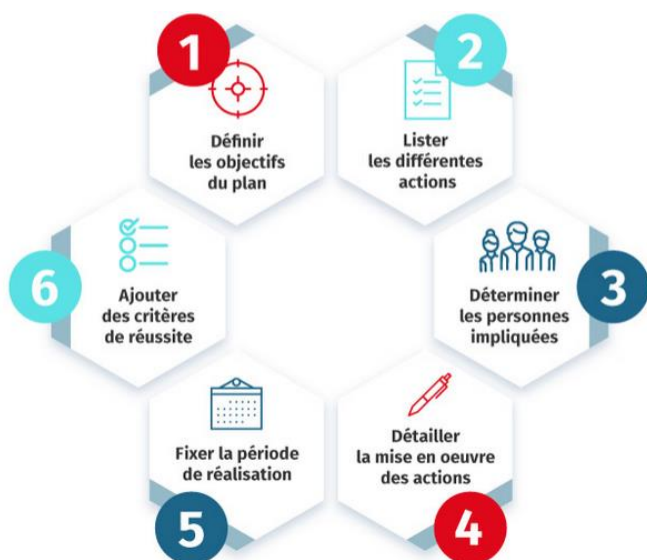 1
Définir
les objectifs
du plan
2
Lister
les différentes
actions
3
Déterminer
les personnes
impliquées
4
Détailler
la mise en oeuvre
des actions
5
Fixer la période
de réalisation
6
Ajouter
des critères
de réussite